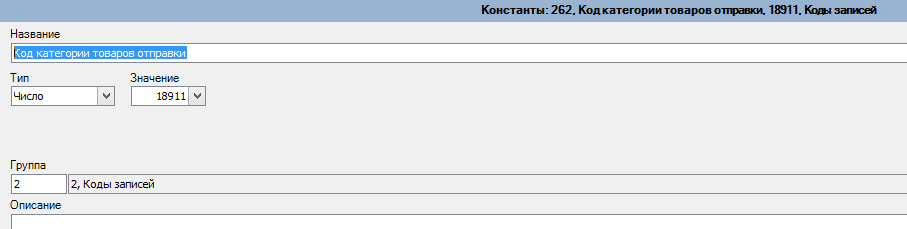 Константы: 262, Код категории товаров отправки, 18911, Коды записей
Название
Код категории товаров отправки
Тип Значение
Число 18911
Группа
2 2, Коды записей
Описание